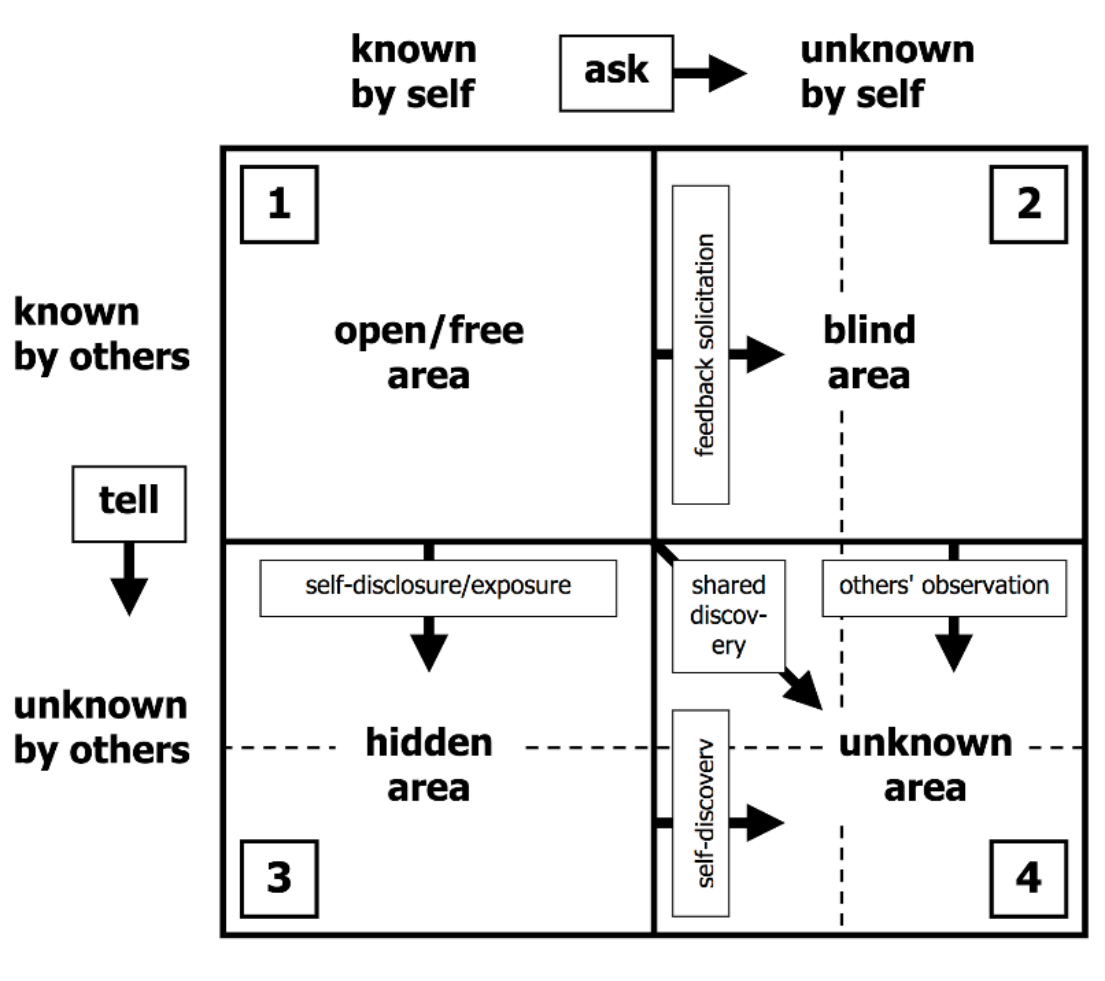 known
by self
ask
unknown
by self
1
2
known
by others
open/free
area
feedback solicitation
blind
area
tell
self-disclosure/exposure
shared
discov-
ery
others' observation
unknown
by others
hidden
area
self-discovery
unknown
area
3
4